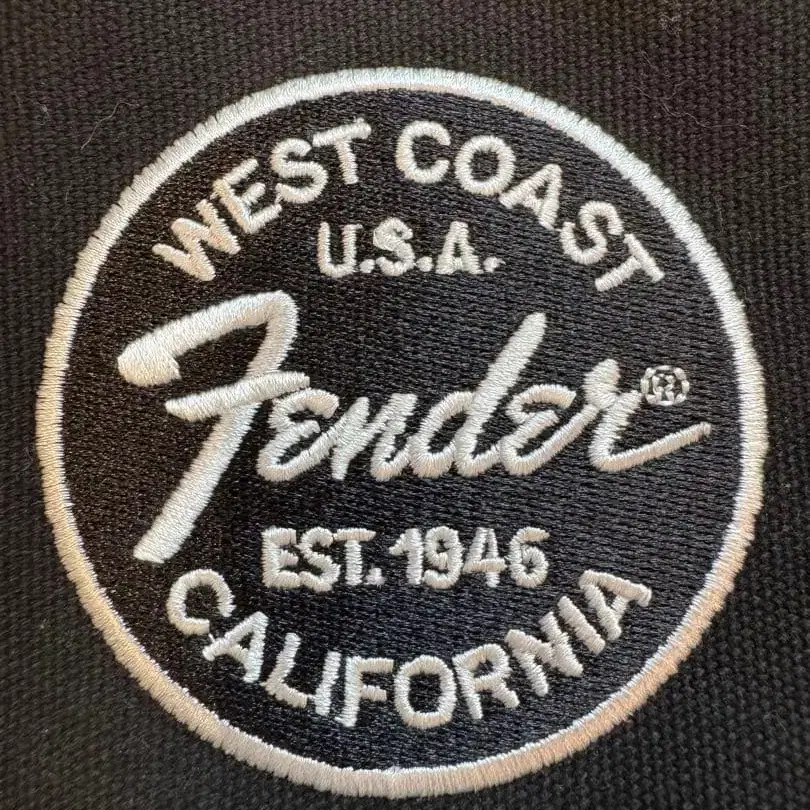 WEST COAST
U.S.A.
Fender®
EST. 1946
CALIFORNIA